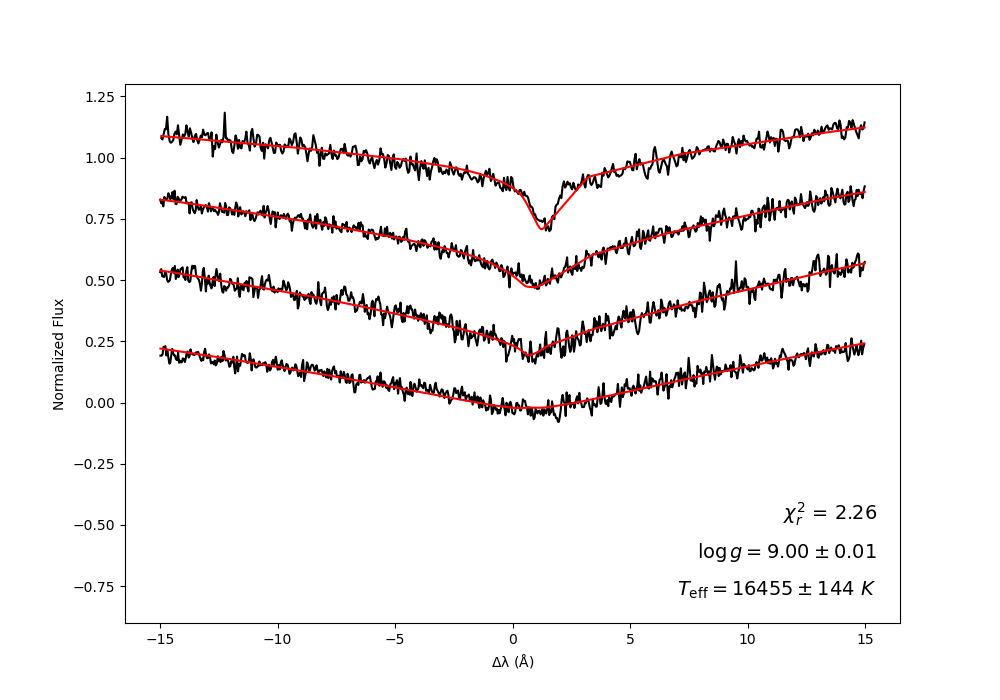 1.25
1.00
0.75
0.50
0.25
0.00
−0.25
−0.50
−0.75
Normalized Flux
χ²ᵣ = 2.26
log g = 9.00 ± 0.01
T_eff = 16455 ± 144 K
−15 −10 −5 0 5 10 15
Δλ (Å)